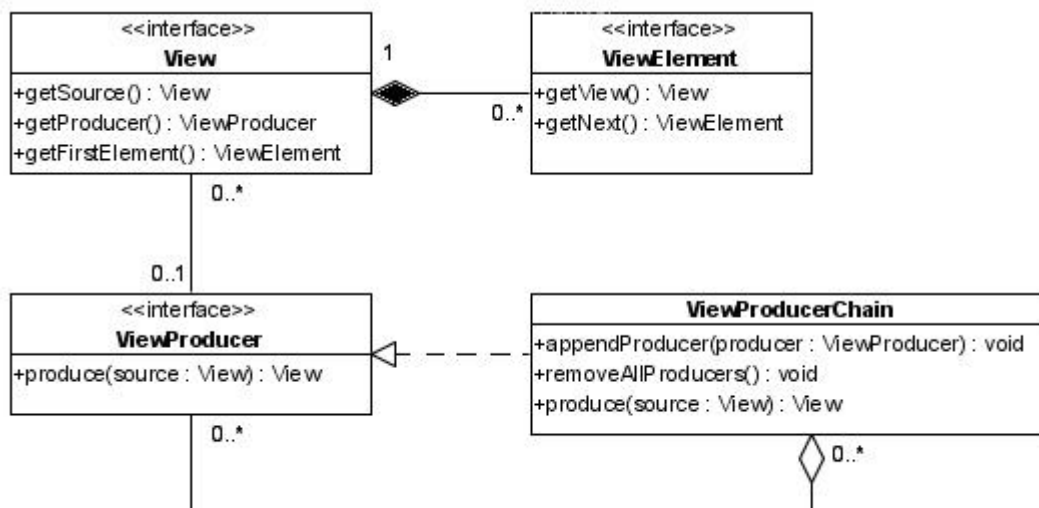 <<interface>>
View
+getSource() : View
+getProducer() : ViewProducer
+getFirstElement() : ViewElement
1
0..*
<<interface>>
ViewElement
+getView() : View
+getNext() : ViewElement
0..*
0..1
<<interface>>
ViewProducer
+produce(source : View) : View
0..*
ViewProducerChain
+appendProducer(producer : ViewProducer) : void
+removeAllProducers() : void
+produce(source : View) : View
0..*